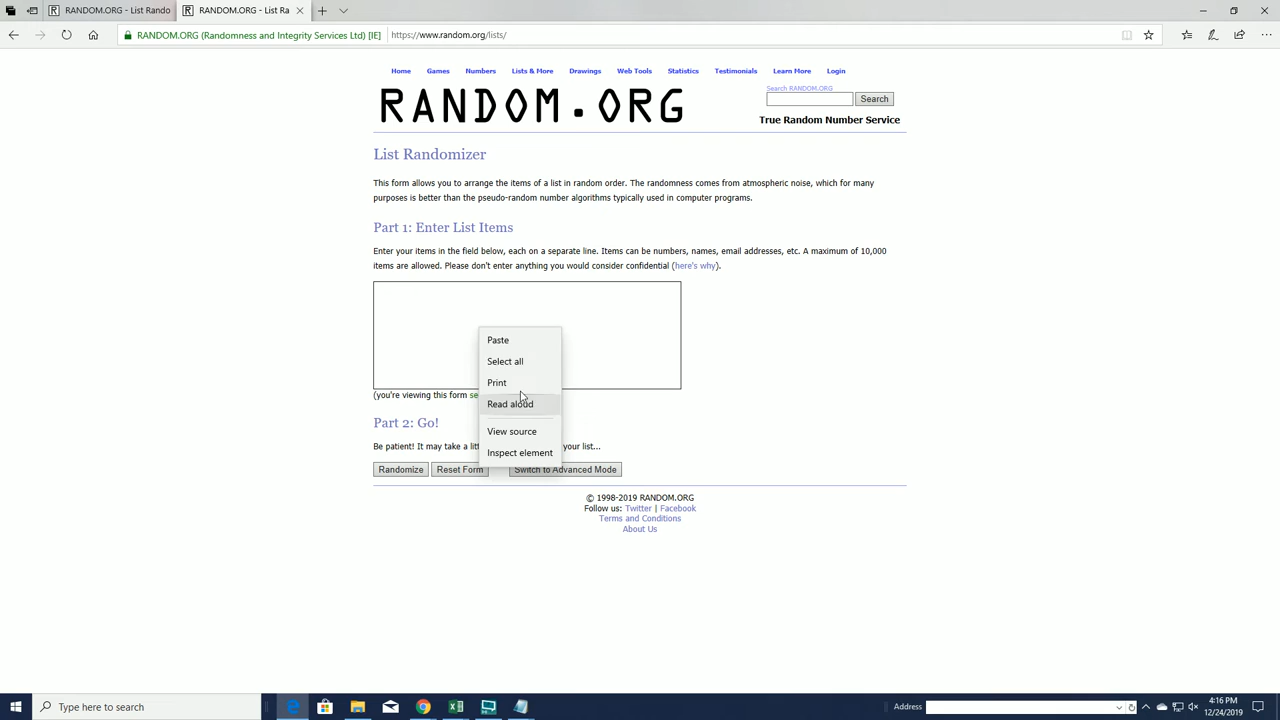 RANDOM.ORG - List Rando
RANDOM.ORG - List Ra
RANDOM.ORG (Randomness and Integrity Services Ltd) [IE]
https://www.random.org/lists/
Home Games Numbers Lists & More Drawings Web Tools Statistics Testimonials Learn More Login
RANDOM.ORG
Search RANDOM.ORG
Search
True Random Number Service
List Randomizer
This form allows you to arrange the items of a list in random order. The randomness comes from atmospheric noise, which for many
purposes is better than the pseudo-random number algorithms typically used in computer programs.
Part 1: Enter List Items
Enter your items in the field below, each on a separate line. Items can be numbers, names, email addresses, etc. A maximum of 10,000
items are allowed. Please don't enter anything you would consider confidential (here's why).
Paste
Select all
Print
Read aloud
View source
Inspect element
(you're viewing this form se
Part 2: Go!
Be patient! It may take a litt your list...
Randomize Reset Form Switch to Advanced Mode
© 1998-2019 RANDOM.ORG
Follow us: Twitter | Facebook
Terms and Conditions
About Us
Type here to search
Address
4:16 PM
12/24/2019